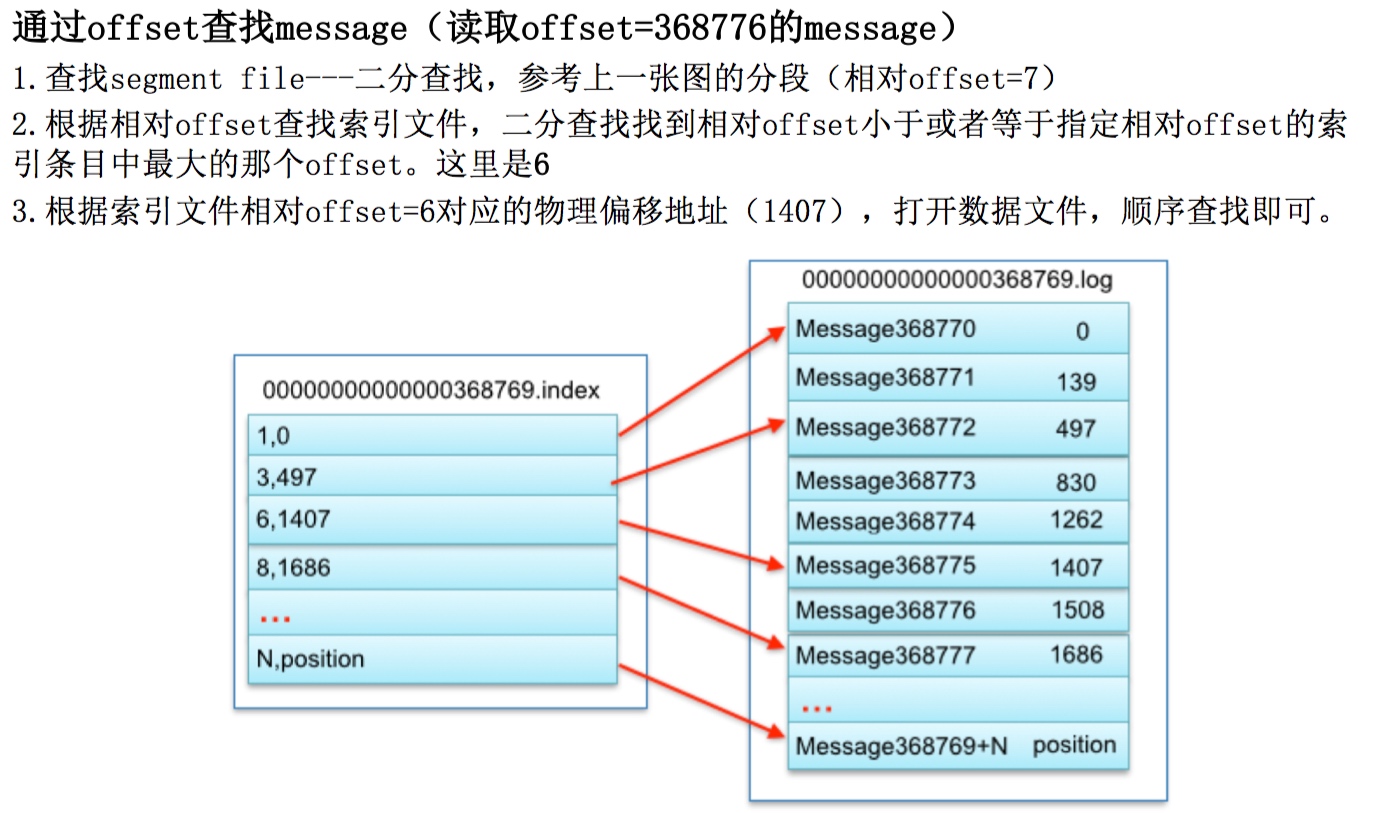 通过offset查找message（读取offset=368776的message）
1.查找segment file---二分查找，参考上一张图的分段（相对offset=7）
2.根据相对offset查找索引文件，二分查找找到相对offset小于或者等于指定相对offset的索
引条目中最大的那个offset。这里是6
3.根据索引文件相对offset=6对应的物理偏移地址（1407），打开数据文件，顺序查找即可。
00000000000000368769.index
1,0
3,497
6,1407
8,1686
...
N,position
00000000000000368769.log
Message368770 0
Message368771 139
Message368772 497
Message368773 830
Message368774 1262
Message368775 1407
Message368776 1508
Message368777 1686
...
Message368769+N position